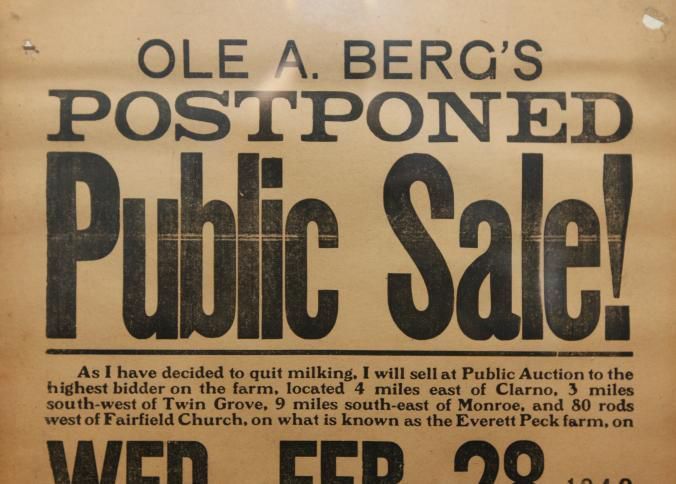 OLE A. BERG'S
POSTPONED
Public Sale!
As I have decided to quit milking, I will sell at Public Auction to the
highest bidder on the farm, located 4 miles east of Clarno, 3 miles
south-west of Twin Grove, 9 miles south-east of Monroe, and 80 rods
west of Fairfield Church, on what is known as the Everett Peck farm, on
WED. FEB. 28